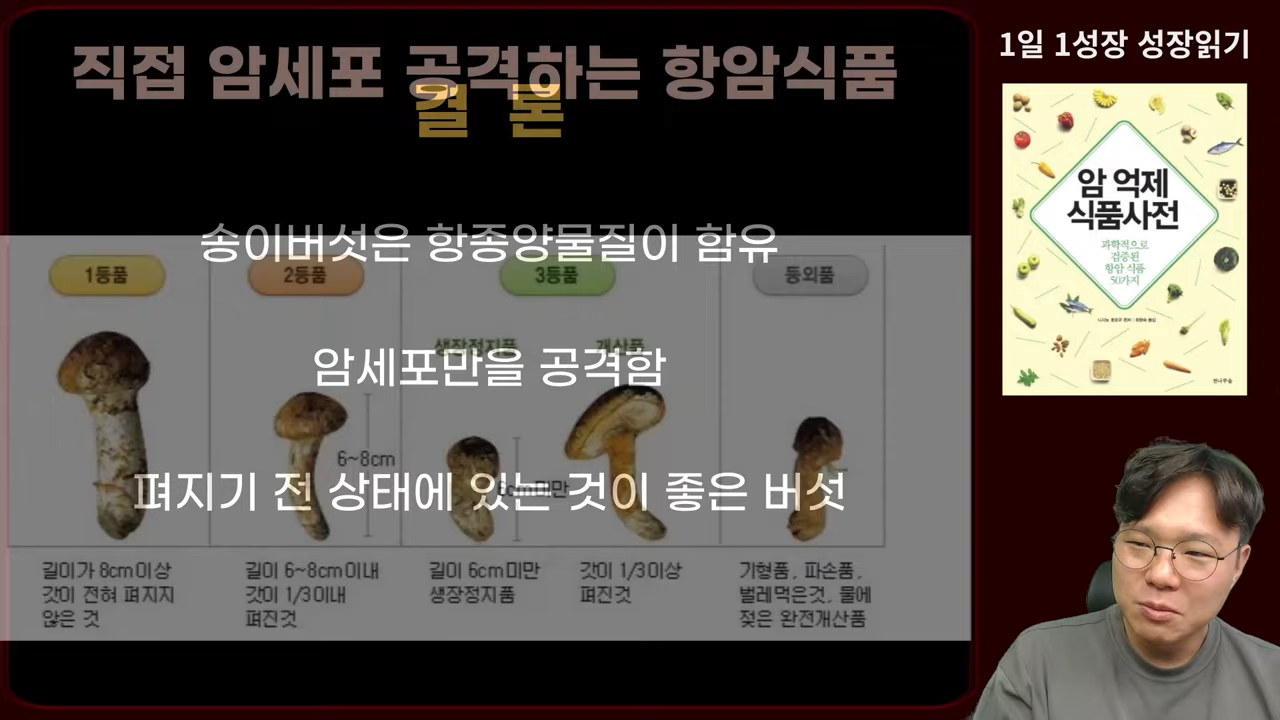 직접 암세포 공격하는 항암식품
결 론
송이버섯은 항종양물질이 함유
1등품
2등품
3등품
등외품
생장정지품
개산품
암세포만을 공격함
6~8cm
6cm미만
펴지기 전 상태에 있는 것이 좋은 버섯
길이가 8cm이상
갓이 전혀 펴지지
않은 것
길이 6~8cm이내
갓이 1/3이내
펴진것
길이 6cm미만
생장정지품
갓이 1/3이상
펴진것
기형품, 파손품,
벌레먹은것, 물에
젖은 완전개산품
1일 1성장 성장읽기
암 억제
식품사전
과학적으로
검증된
항암 식품
50가지
전나무숲